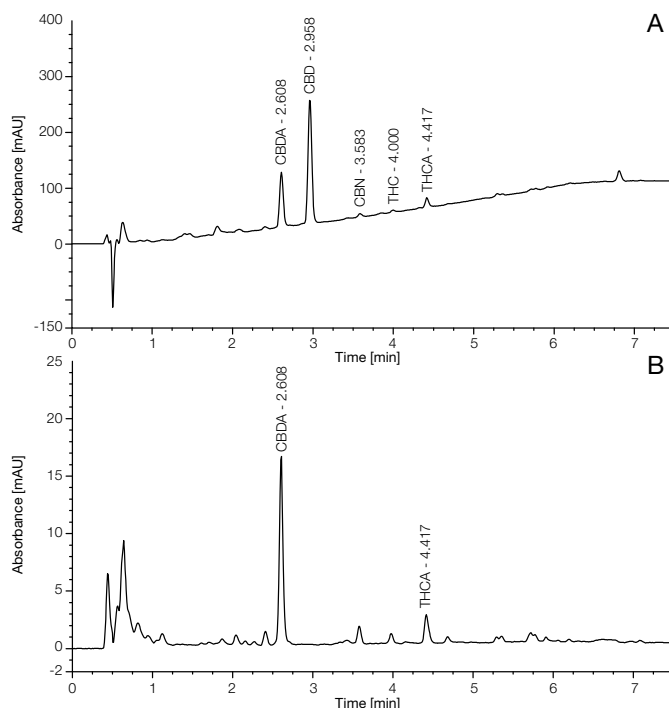 A
400
300
200
100
0
-150
Absorbance [mAU]
CBDA - 2.608
CBD - 2.958
CBN - 3.583
THC - 4.000
THCA - 4.417
0 1 2 3 4 5 6 7
Time [min]
B
25
20
15
10
5
0
-2
Absorbance [mAU]
CBDA - 2.608
THCA - 4.417
0 1 2 3 4 5 6 7
Time [min]